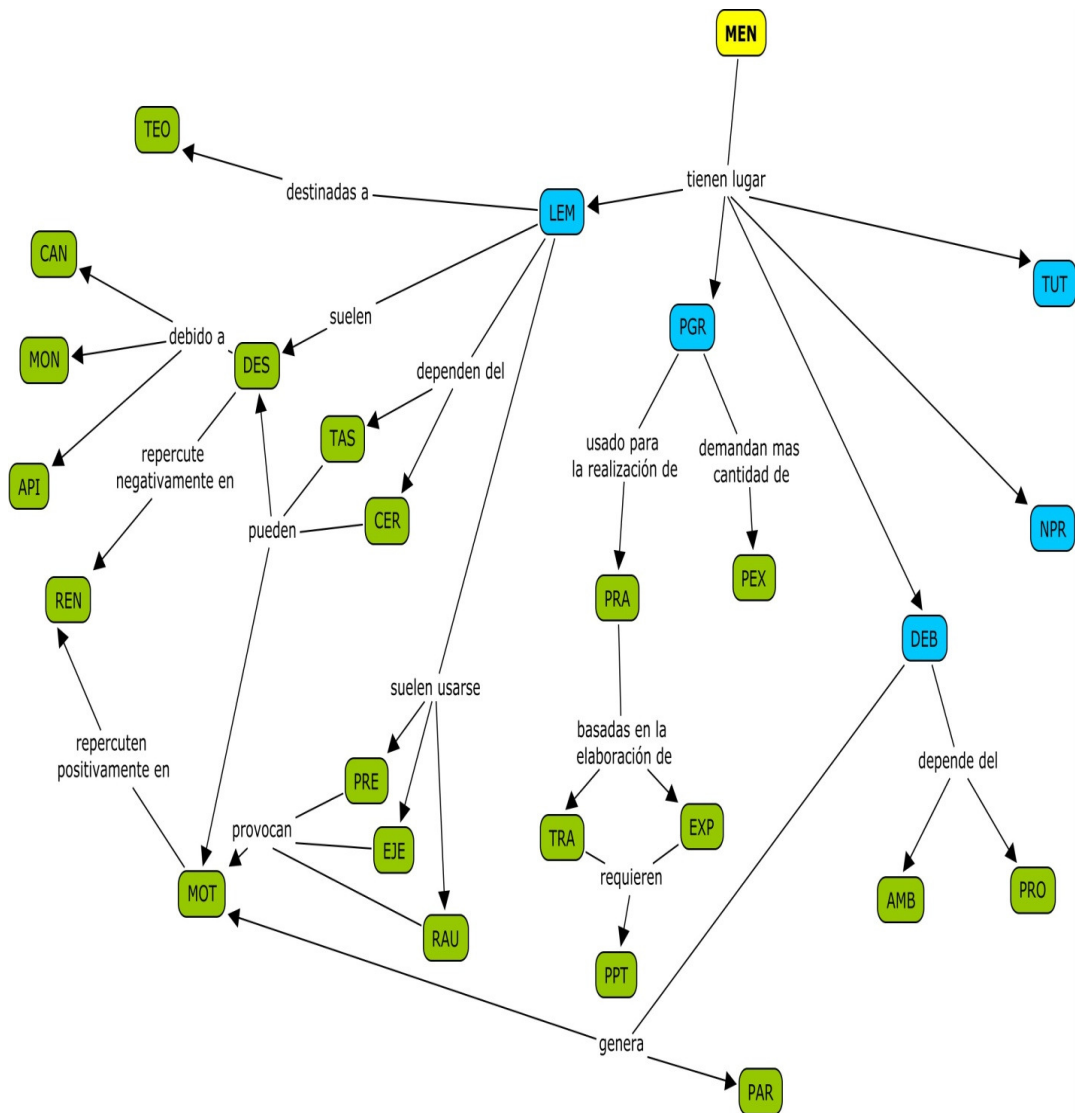 MEN
TEO
tienen lugar
destinadas a
LEM
CAN
TUT
suelen
PGR
debido a
MON
DES
dependen del
TAS
usado para
la realización de
demandan mas
cantidad de
repercute
negativamente en
API
CER
pueden
NPR
PEX
REN
PRA
DEB
suelen usarse
basadas en la
elaboración de
repercuten
positivamente en
depende del
PRE
provocan
EJE
TRA
EXP
requieren
MOT
AMB
PRO
RAU
PPT
genera
PAR